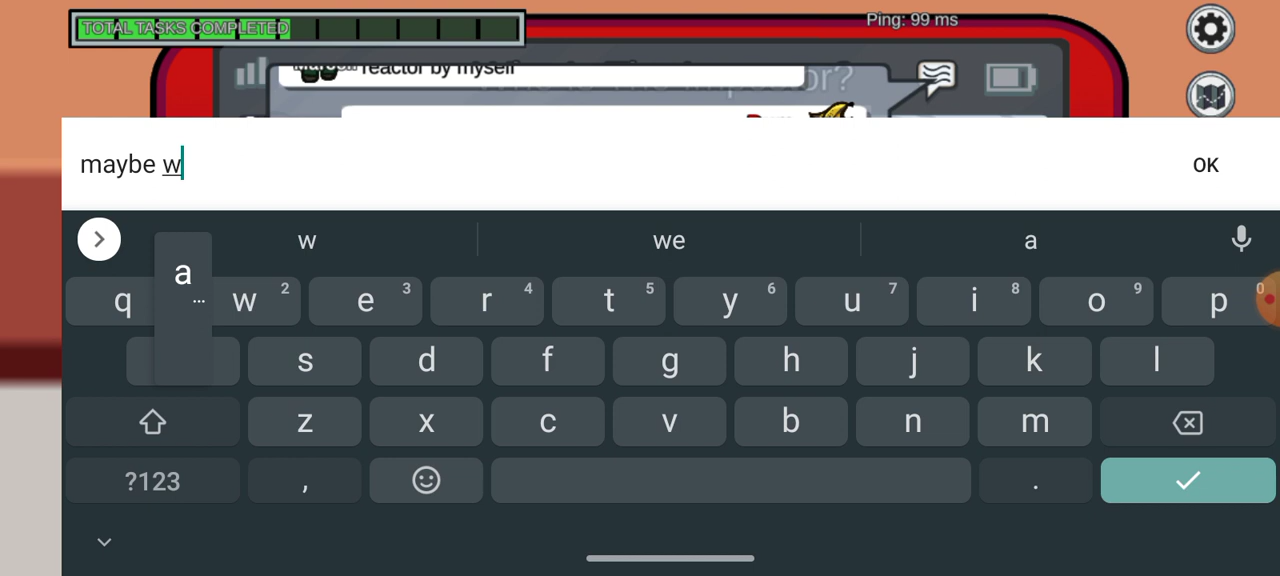 TOTAL TASKS COMPLETED
Ping: 99 ms
reactor by myself
or?
maybe w
OK
w we a
a
...
q w 2 e 3 r 4 t 5 y 6 u 7 i 8 o 9 p 0
s d f g h j k l
z x c v b n m
?123 , .